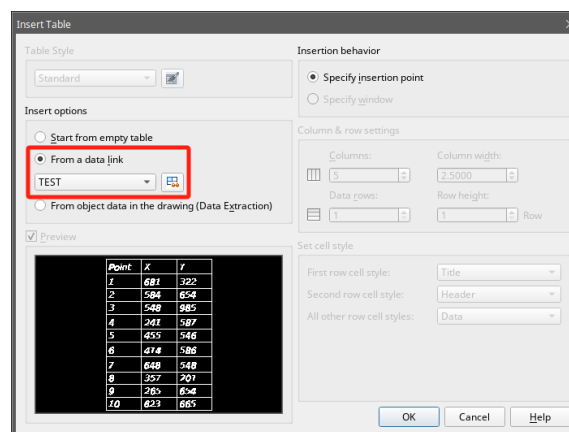 Insert Table
Table Style
Standard
Insert options
Start from empty table
From a data link
TEST
From object data in the drawing (Data Extraction)
Preview
Point X Y
1 681 322
2 584 654
3 548 985
4 241 587
5 455 546
6 414 586
7 648 548
8 357 201
9 265 654
10 623 665
Insertion behavior
Specify insertion point
Specify window
Column & row settings
Columns: Column width:
5 2.5000
Data rows: Row height:
1 1 Row
Set cell style
First row cell style: Title
Second row cell style: Header
All other row cell styles: Data
OK Cancel Help